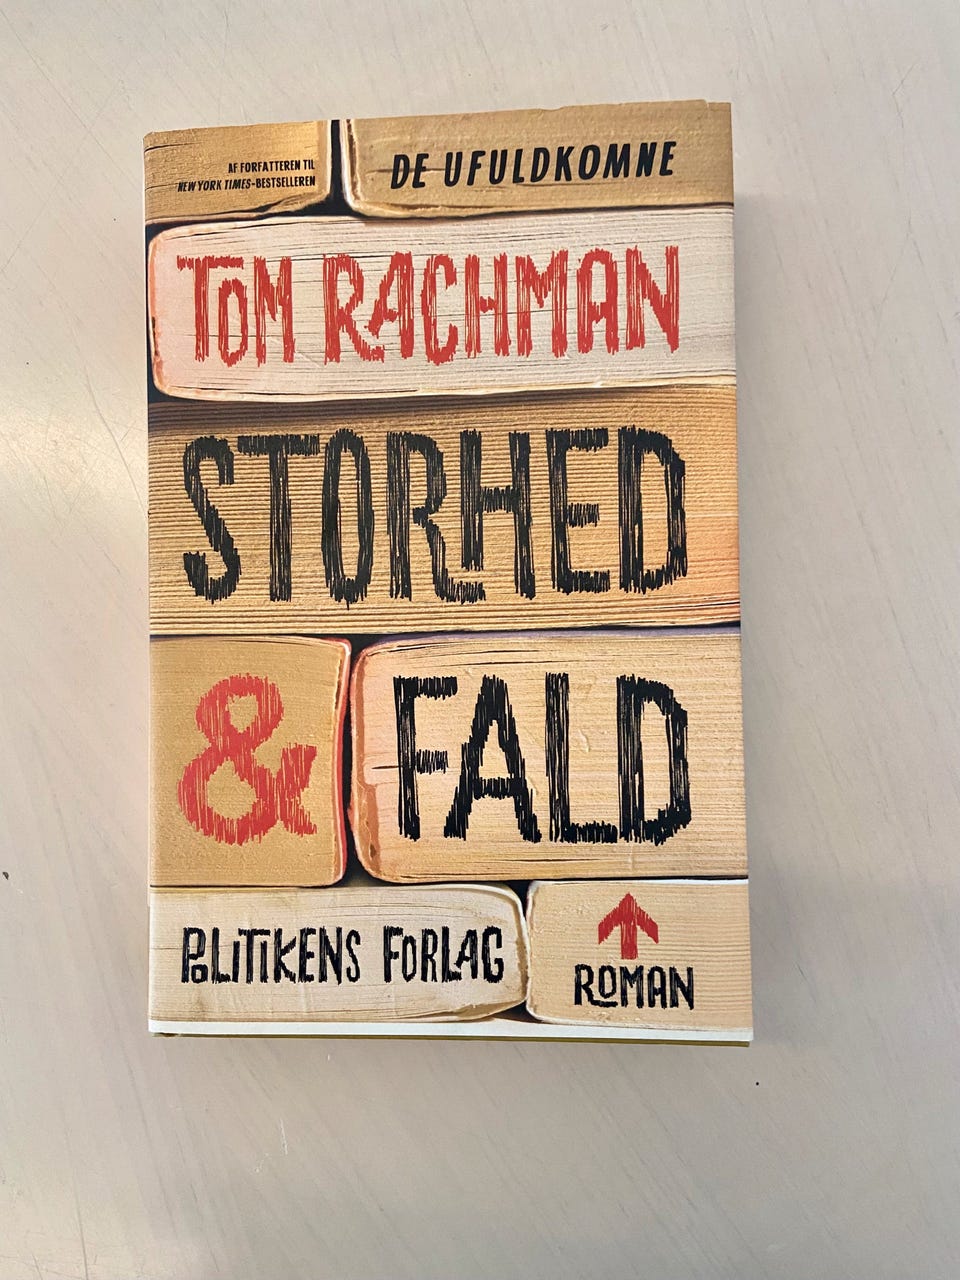 AF FORFATTEREN TIL
NEW YORK TIMES-BESTSELLEREN
DE UFULDKOMNE
TOM RACHMAN
STORHED
& FALD
POLITIKENS FORLAG
ROMAN